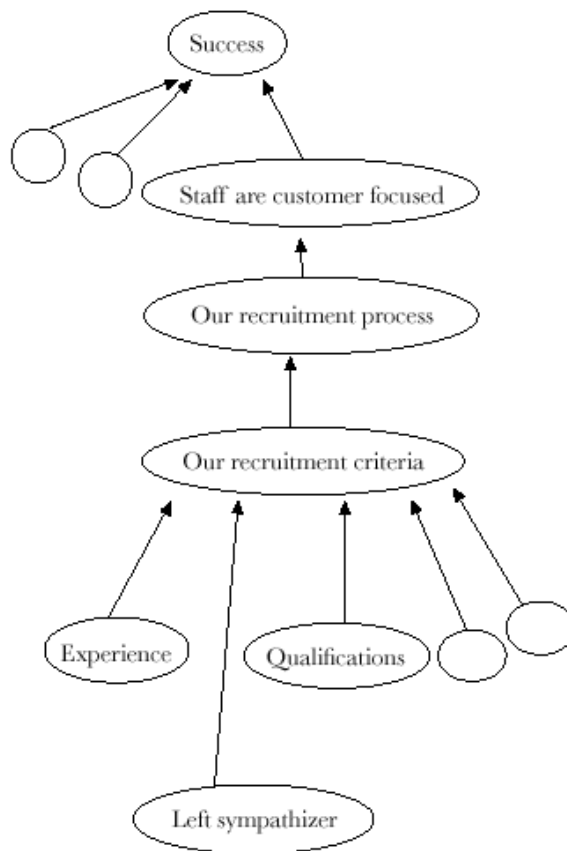 Success
Staff are customer focused
Our recruitment process
Our recruitment criteria
Experience
Qualifications
Left sympathizer